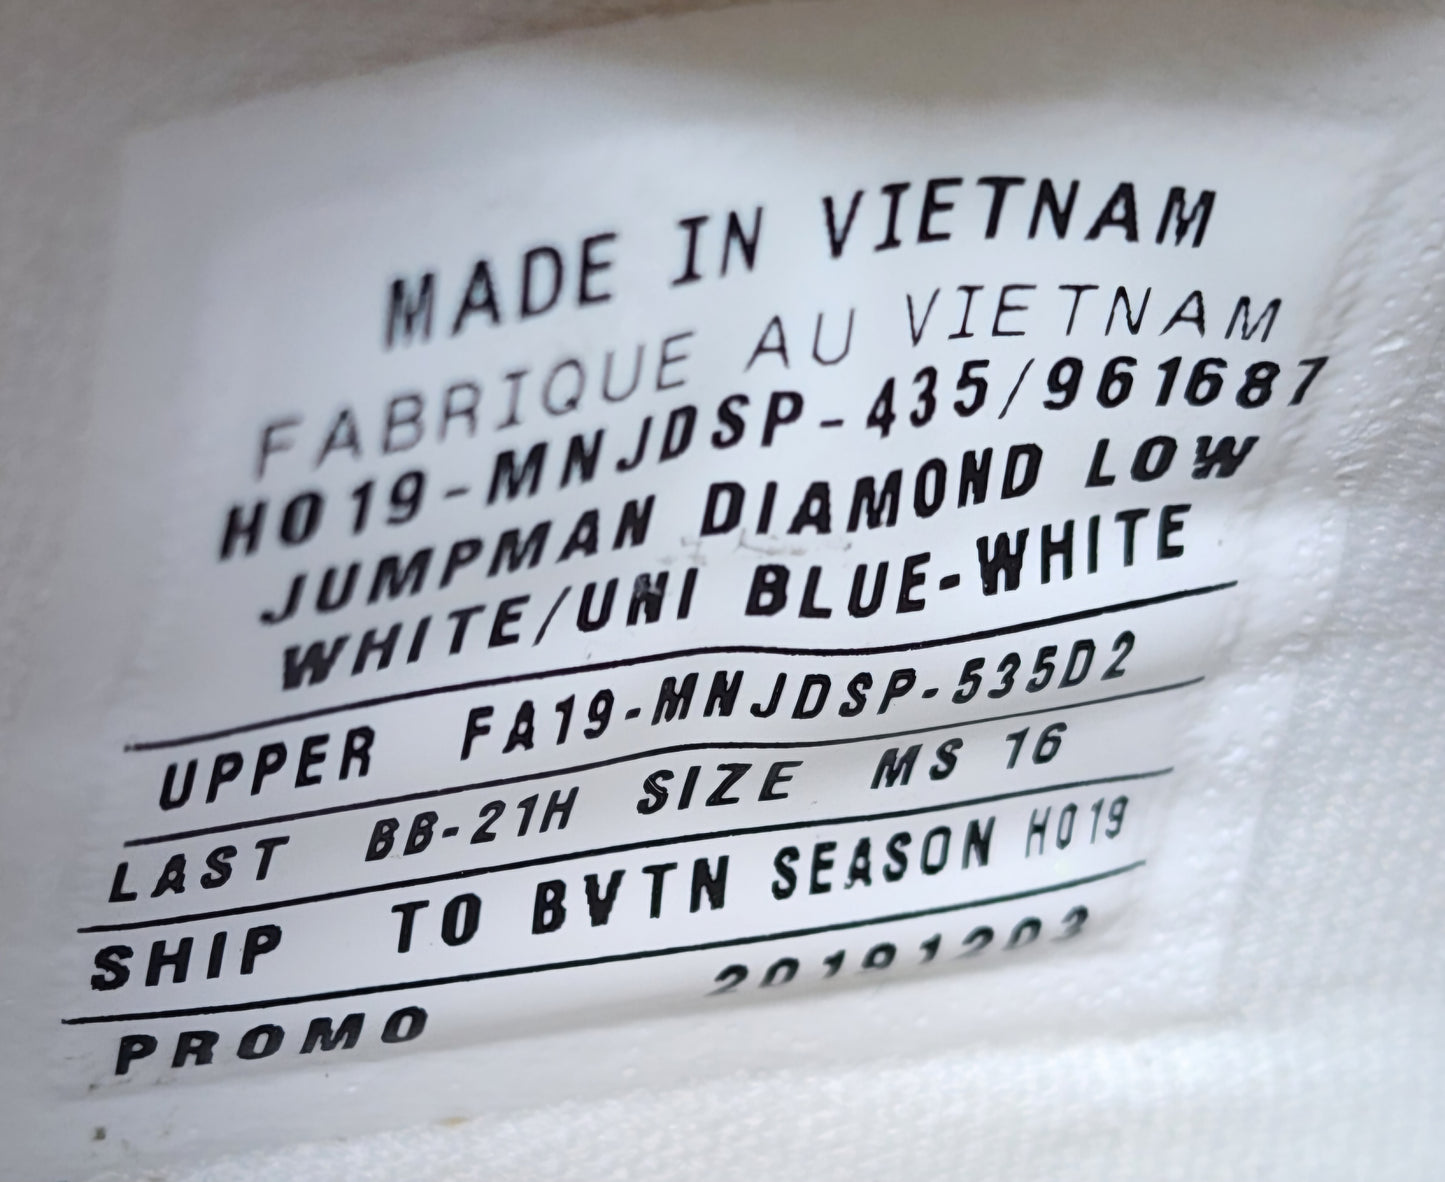 MADE IN VIETNAM
FABRIQUE AU VIETNAM
HO19-MNJDSP-435/961687
JUMPMAN DIAMOND LOW
WHITE/UNI BLUE-WHITE
UPPER FA19-MNJDSP-535D2
LAST BB-21H SIZE MS 16
SHIP TO BVTN SEASON HO19
PROMO 20191203